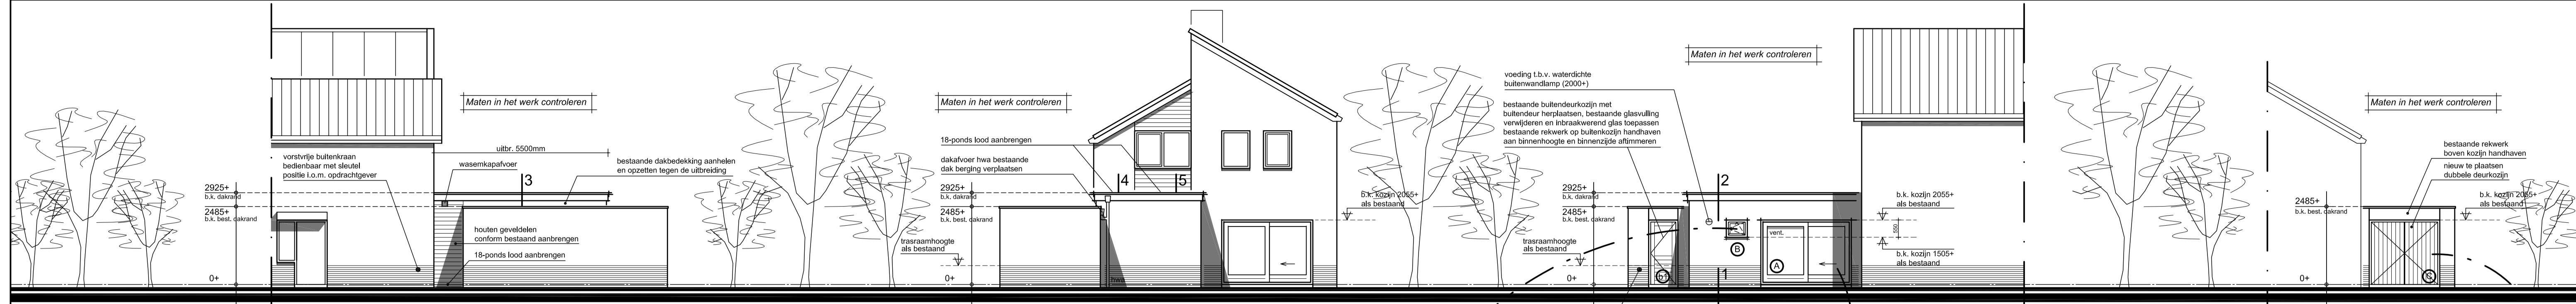 Maten in het werk controleren
uitbr. 5500mm
vorstvrije buitenkraan
bedienbaar met sleutel
positie i.o.m. opdrachtgever
wasemkapafvoer
bestaande dakbedekking aanhelen
en opzetten tegen de uitbreiding
3
2925+
b.k. dakrand
2485+
b.k. best. dakrand
houten geveldelen
conform bestaand aanbrengen
18-ponds lood aanbrengen
0+
Maten in het werk controleren
18-ponds lood aanbrengen
dakafvoer hwa bestaande
dak berging verplaatsen
4
5
2925+
b.k. dakrand
2485+
b.k. best. dakrand
b.k. kozijn 2055+
als bestaand
trasraamhoogte
als bestaand
0+
hwa
Maten in het werk controleren
voeding t.b.v. waterdichte
buitenwandlamp (2000+)
bestaande buitendeurkozijn met
buitendeur herplaatsen, bestaande glasvulling
verwijderen en inbraakwerend glas toepassen
bestaande rekwerk op buitenkozijn handhaven
aan binnenhoogte en binnenzijde aftimmeren
2
2925+
b.k. dakrand
2485+
b.k. best. dakrand
b.k. kozijn 2055+
als bestaand
550
vent.
trasraamhoogte
als bestaand
B
A
b.k. kozijn 1505+
als bestaand
0+
1
Maten in het werk controleren
bestaande rekwerk
boven kozijn handhaven
nieuw te plaatsen
dubbele deurkozijn
b.k. kozijn 2055+
als bestaand
2485+
b.k. best. dakrand
0+
C